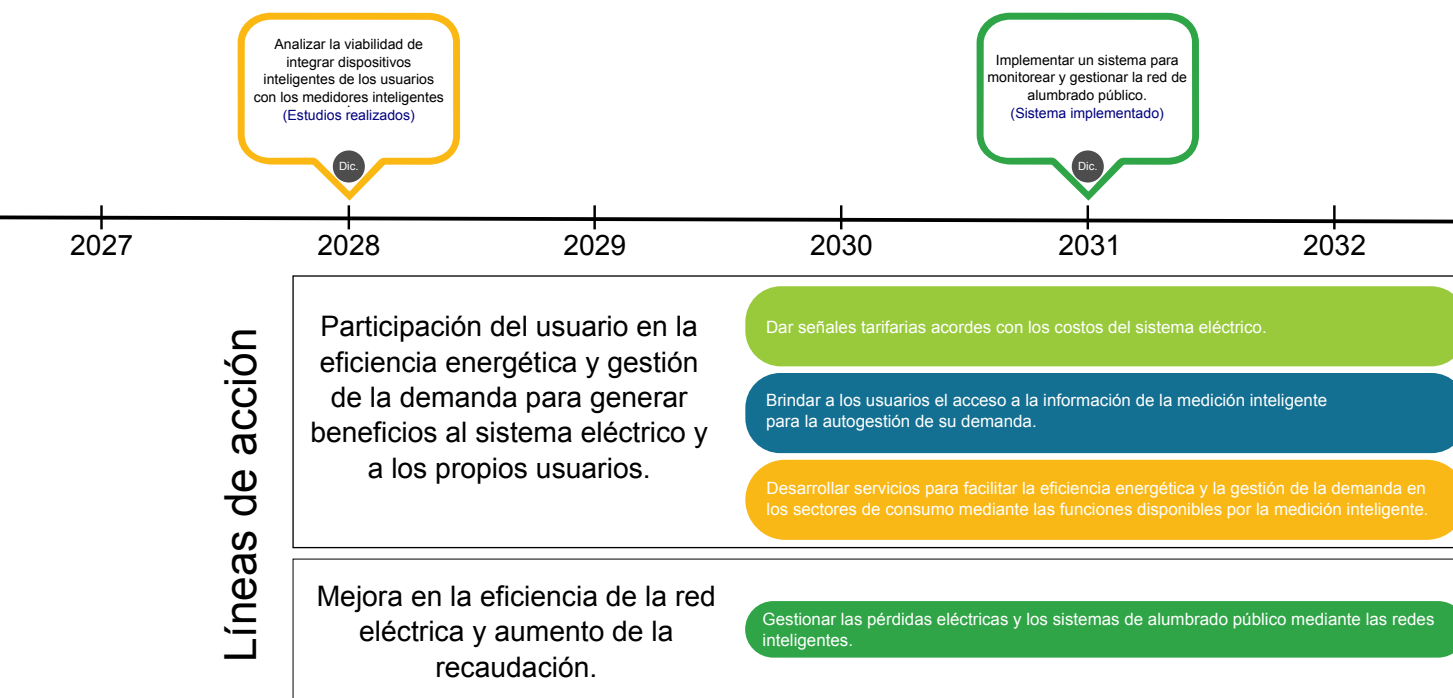 Analizar la viabilidad de
integrar dispositivos
inteligentes de los usuarios
con los medidores inteligentes
(Estudios realizados)
Dic.
Implementar un sistema para
monitorear y gestionar la red de
alumbrado público.
(Sistema implementado)
Dic.
2027
2028
2029
2030
2031
2032
Líneas de acción
Participación del usuario en la
eficiencia energética y gestión
de la demanda para generar
beneficios al sistema eléctrico y
a los propios usuarios.
Dar señales tarifarias acordes con los costos del sistema eléctrico.
Brindar a los usuarios el acceso a la información de la medición inteligente
para la autogestión de su demanda.
Desarrollar servicios para facilitar la eficiencia energética y la gestión de la demanda en
los sectores de consumo mediante las funciones disponibles por la medición inteligente.
Mejora en la eficiencia de la red
eléctrica y aumento de la
recaudación.
Gestionar las pérdidas eléctricas y los sistemas de alumbrado público mediante las redes
inteligentes.